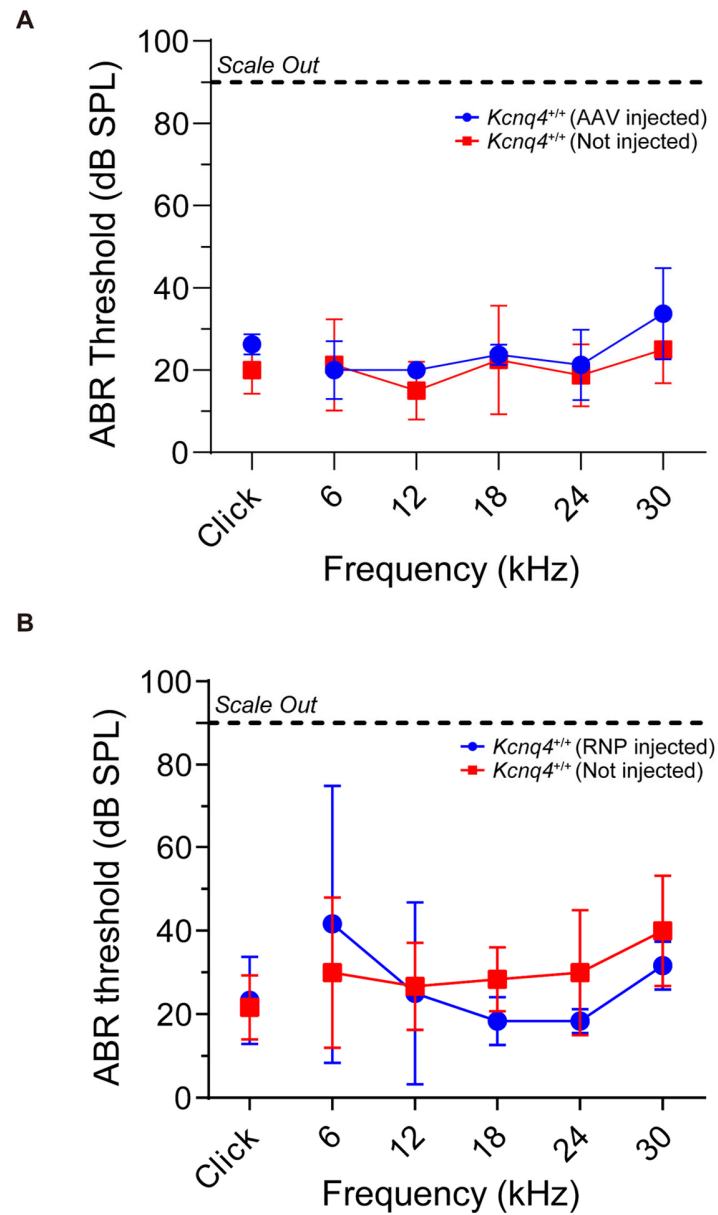 A
ABR Threshold (dB SPL)
100
80
60
40
20
0
Scale Out
Kcnq4+/+ (AAV injected)
Kcnq4+/+ (Not injected)
Click
6
12
18
24
30
Frequency (kHz)
B
ABR threshold (dB SPL)
100
80
60
40
20
0
Scale Out
Kcnq4+/+ (RNP injected)
Kcnq4+/+ (Not injected)
Click
6
12
18
24
30
Frequency (kHz)